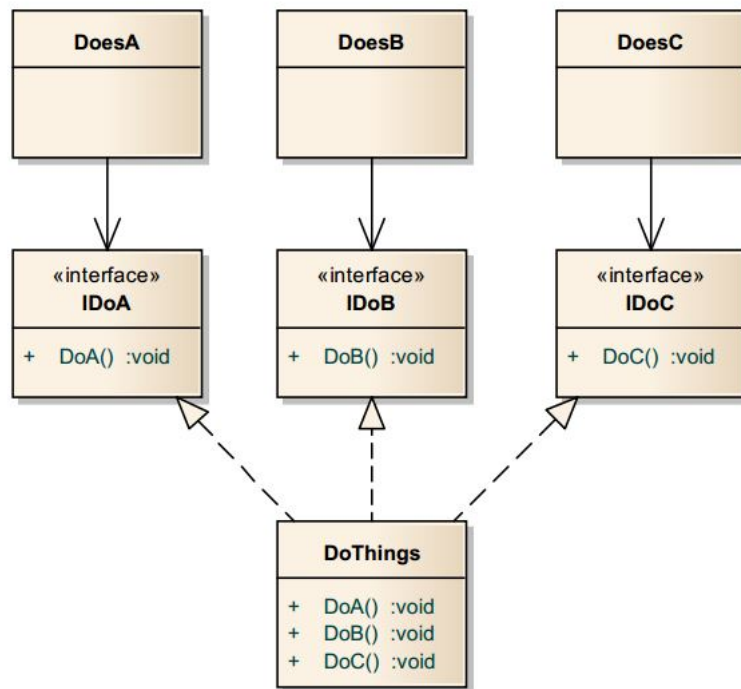 DoesA
DoesB
DoesC
«interface»
IDoA
+ DoA() :void
«interface»
IDoB
+ DoB() :void
«interface»
IDoC
+ DoC() :void
DoThings
+ DoA() :void
+ DoB() :void
+ DoC() :void